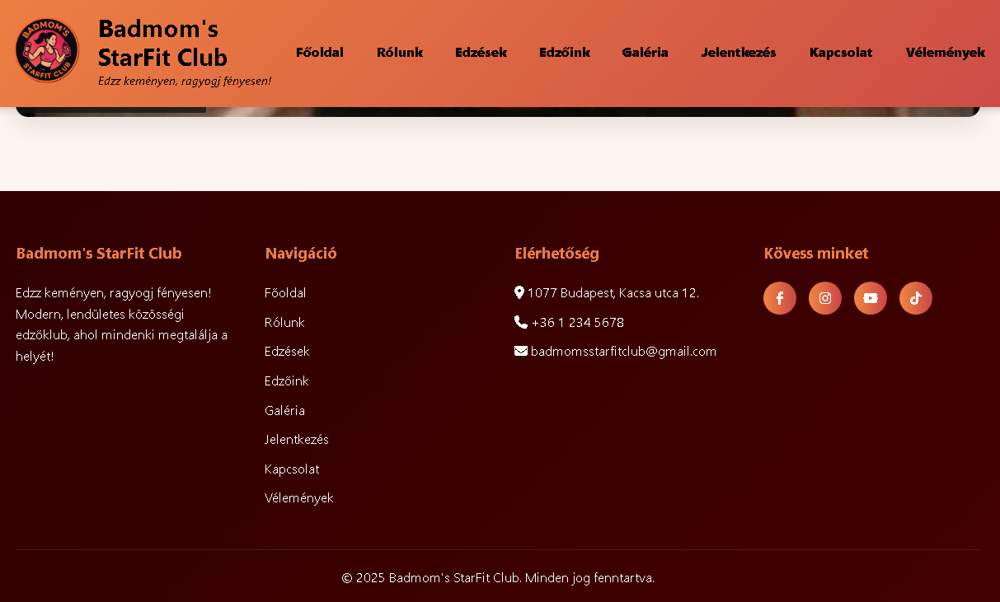 BADMOM'S
STARFIT CLUB
Badmom's
StarFit Club
Edzz keményen, ragyogj fényesen!
Főoldal
Rólunk
Edzések
Edzőink
Galéria
Jelentkezés
Kapcsolat
Vélemények
Badmom's StarFit Club
Edzz keményen, ragyogj fényesen!
Modern, lendületes közösségi
edzőklub, ahol mindenki megtalálja a
helyét!
Navigáció
Főoldal
Rólunk
Edzések
Edzőink
Galéria
Jelentkezés
Kapcsolat
Vélemények
Elérhetőség
1077 Budapest, Kacsa utca 12.
+36 1 234 5678
badmomsstarfitclub@gmail.com
Kövess minket
© 2025 Badmom's StarFit Club. Minden jog fenntartva.